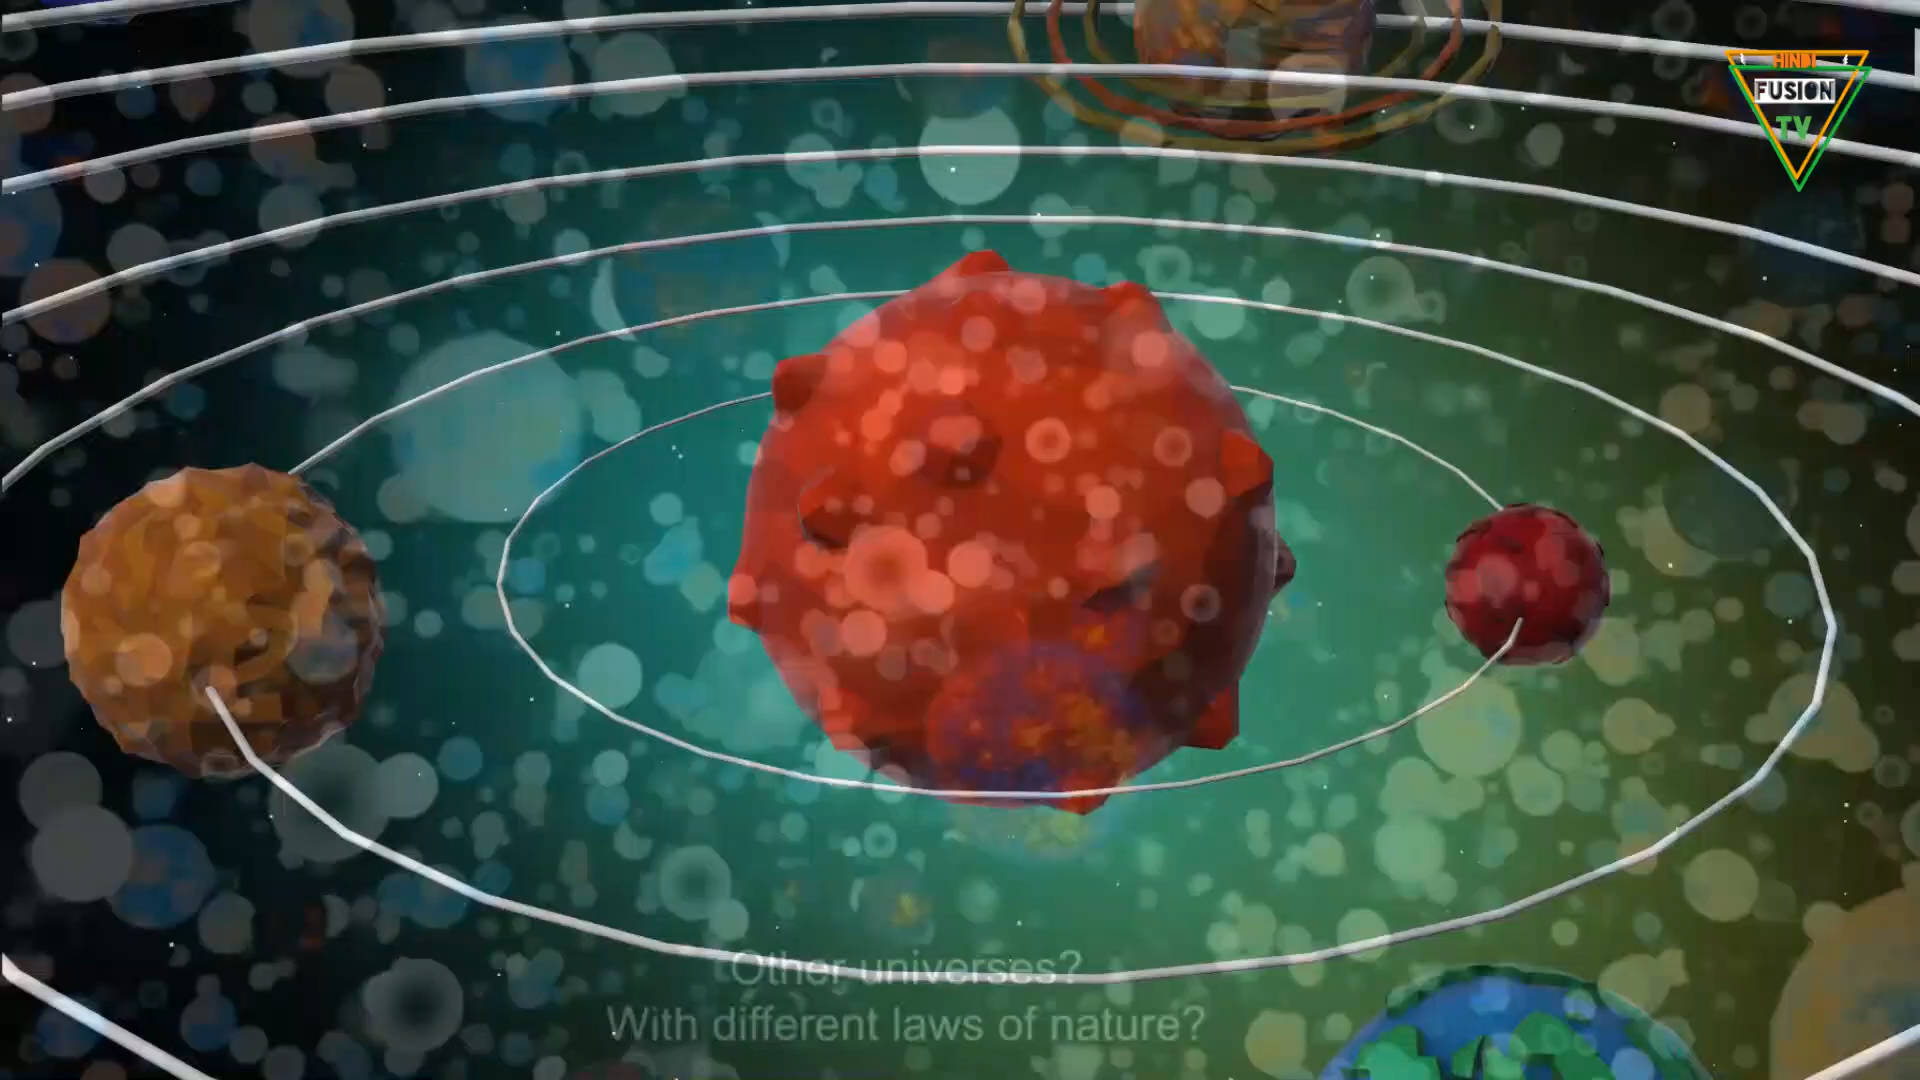 HINDI
FUSION
TV
Other universes?
With different laws of nature?